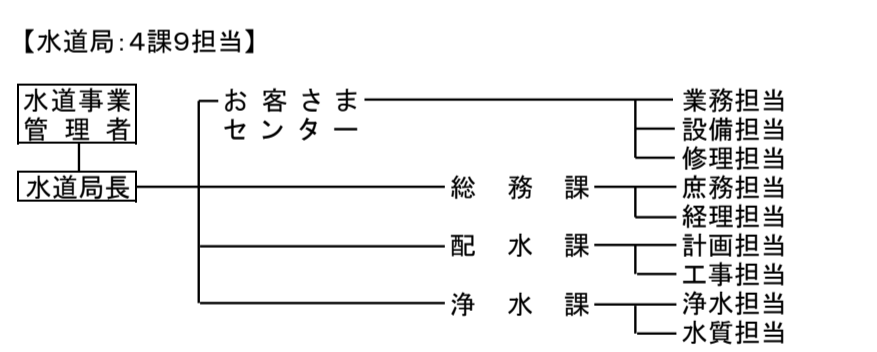 【水道局:4課9担当】
水道事業
管理者
水道局長
お客さま
センター
業務担当
設備担当
修理担当
総務課
庶務担当
経理担当
配水課
計画担当
工事担当
浄水課
浄水担当
水質担当